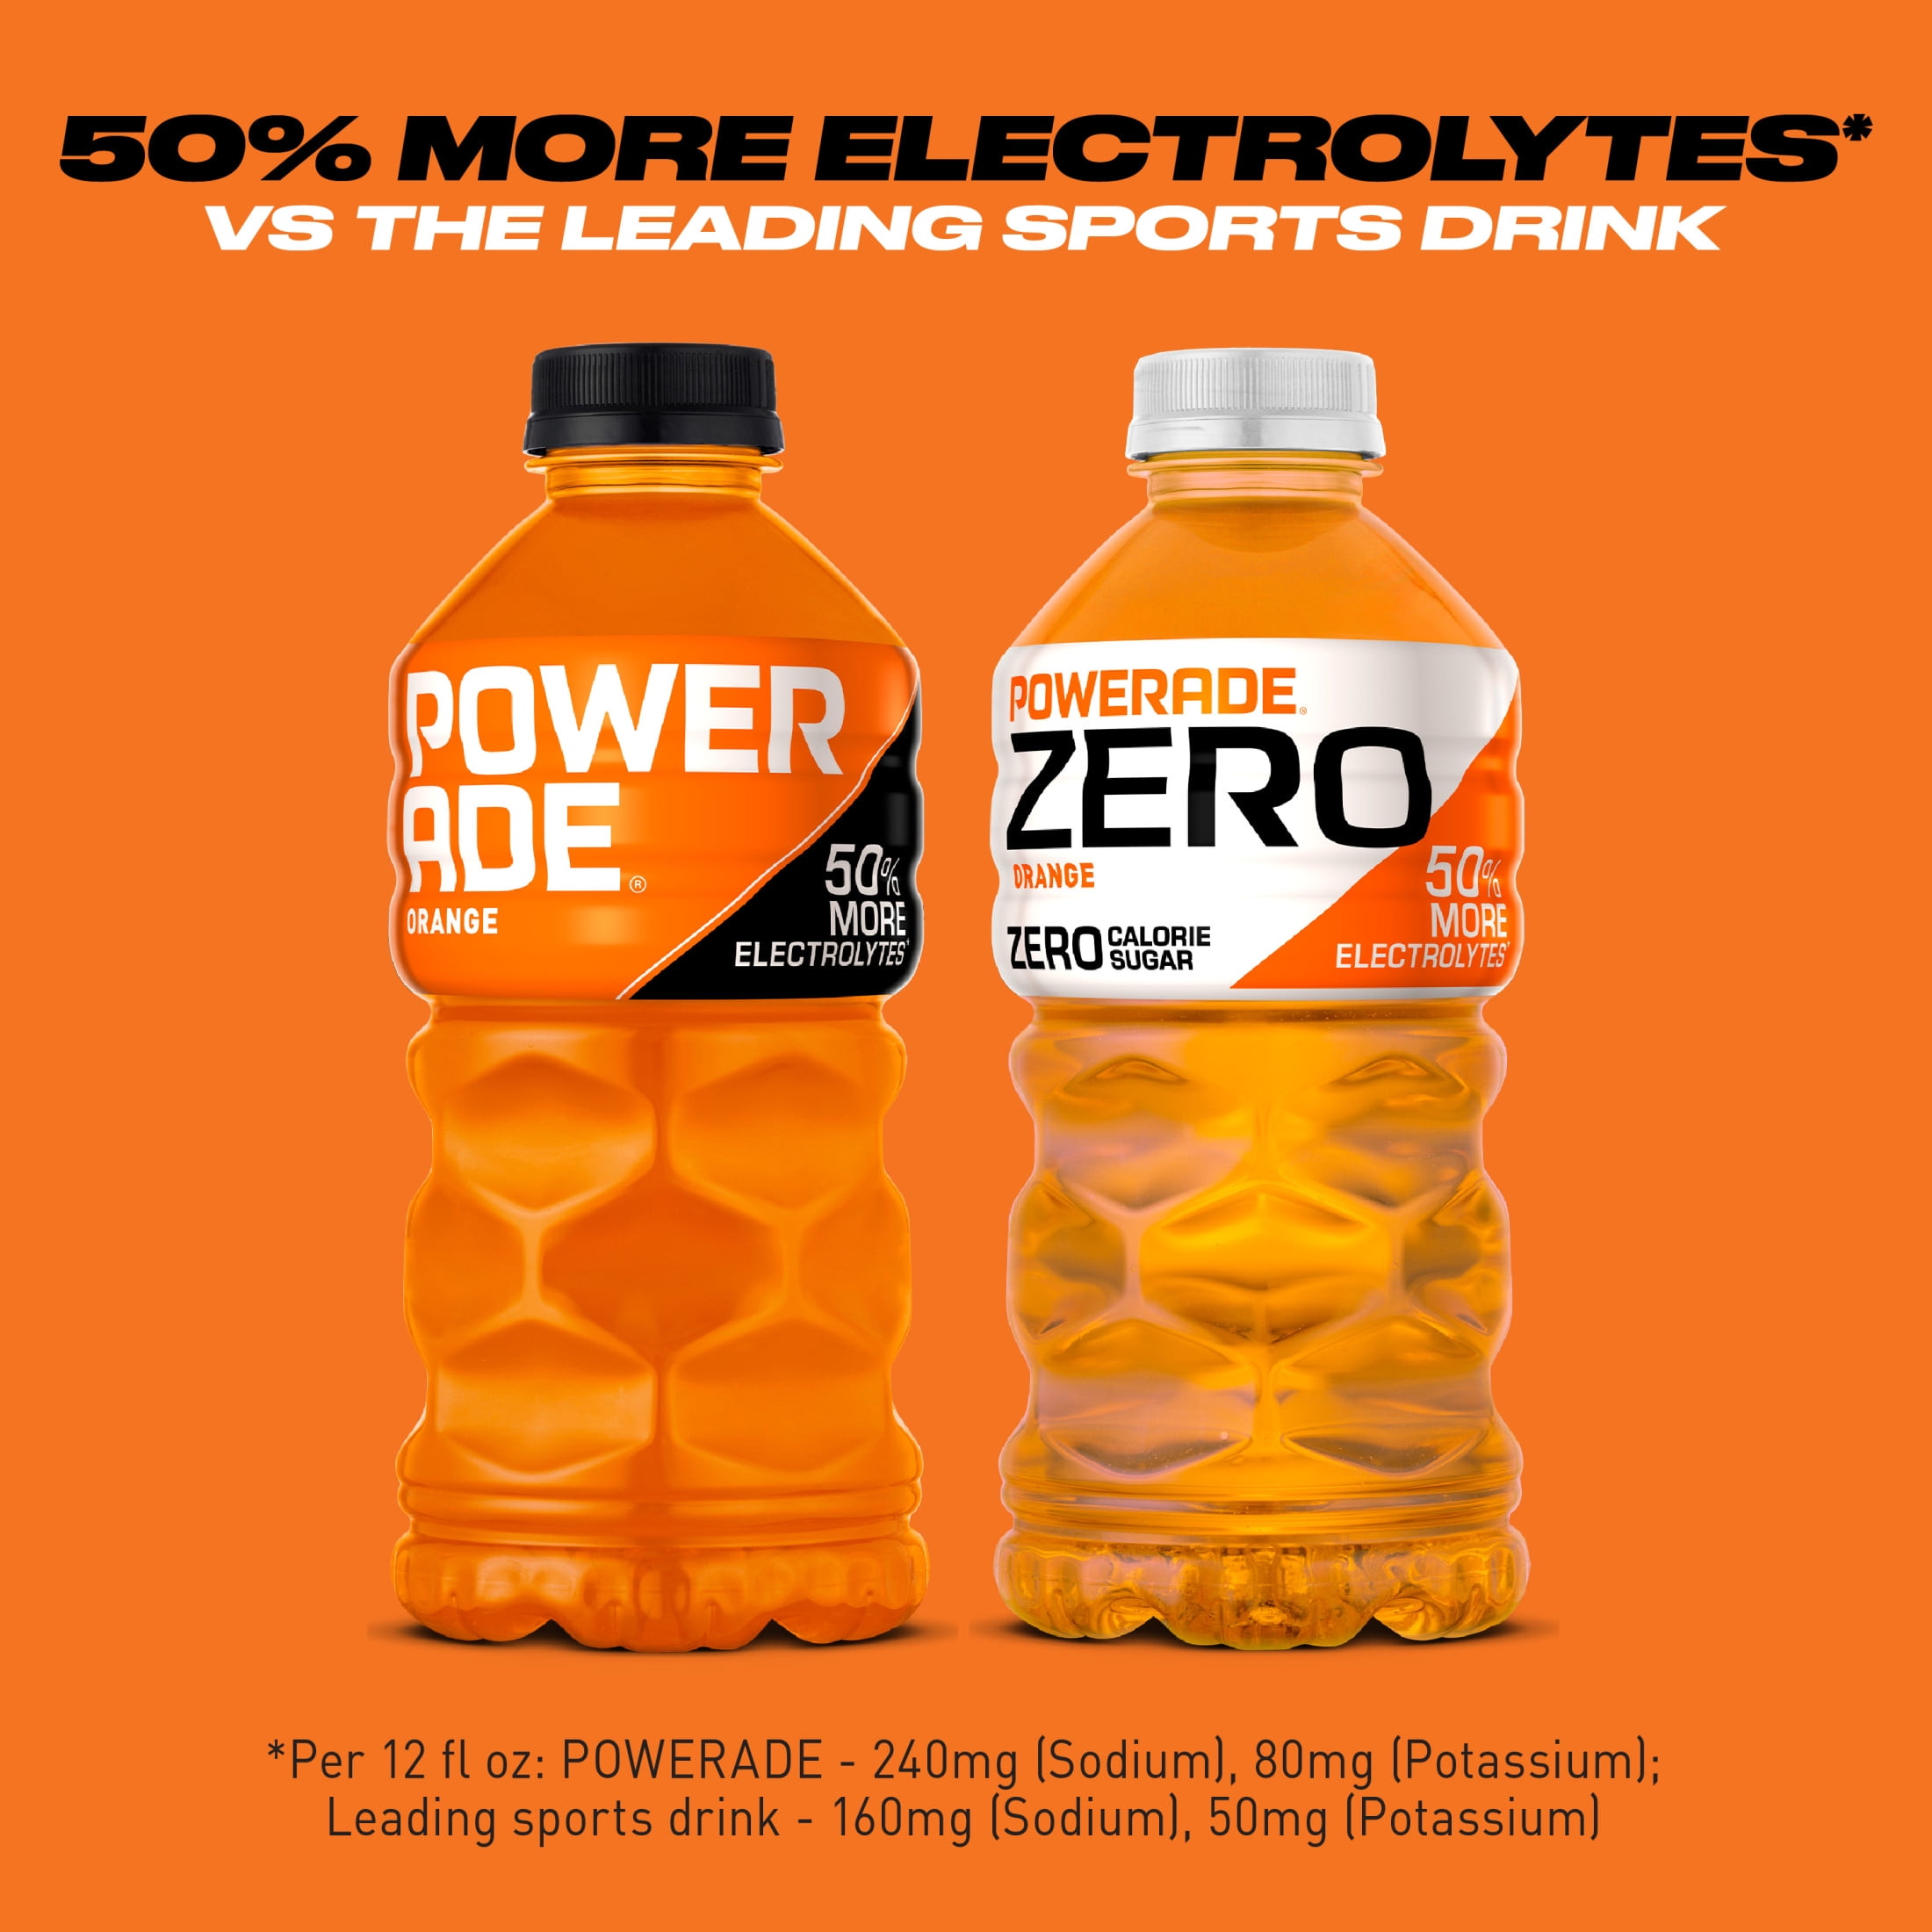 50% MORE ELECTROLYTES*
VS THE LEADING SPORTS DRINK
POWER
ADE®
ORANGE
50%
MORE
ELECTROLYTES*
POWERADE®
ZERO
ORANGE
ZERO CALORIE
SUGAR
50%
MORE
ELECTROLYTES*
*Per 12 fl oz: POWERADE - 240mg (Sodium), 80mg (Potassium);
Leading sports drink - 160mg (Sodium), 50mg (Potassium)